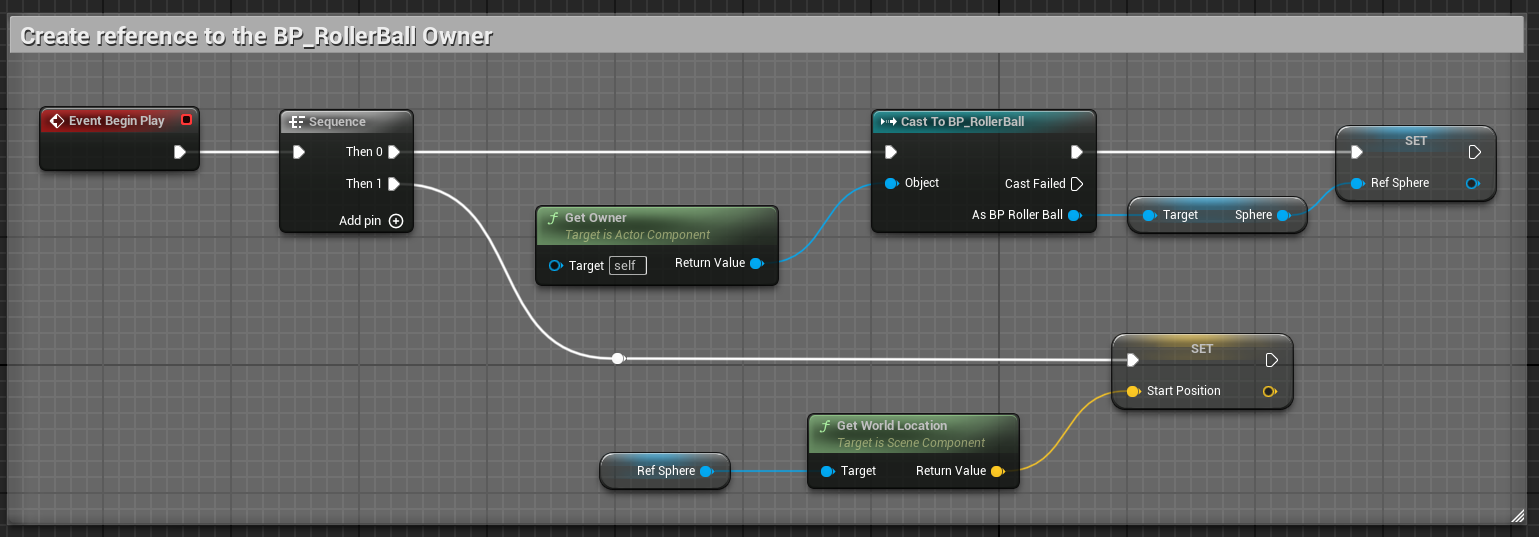 Create reference to the BP_RollerBall Owner
Event Begin Play
Sequence
Then 0
Then 1
Add pin
Get Owner
Target is Actor Component
Target self
Return Value
Cast To BP_RollerBall
Object
Cast Failed
As BP Roller Ball
Target Sphere
SET
Ref Sphere
SET
Start Position
Ref Sphere
Get World Location
Target is Scene Component
Target
Return Value